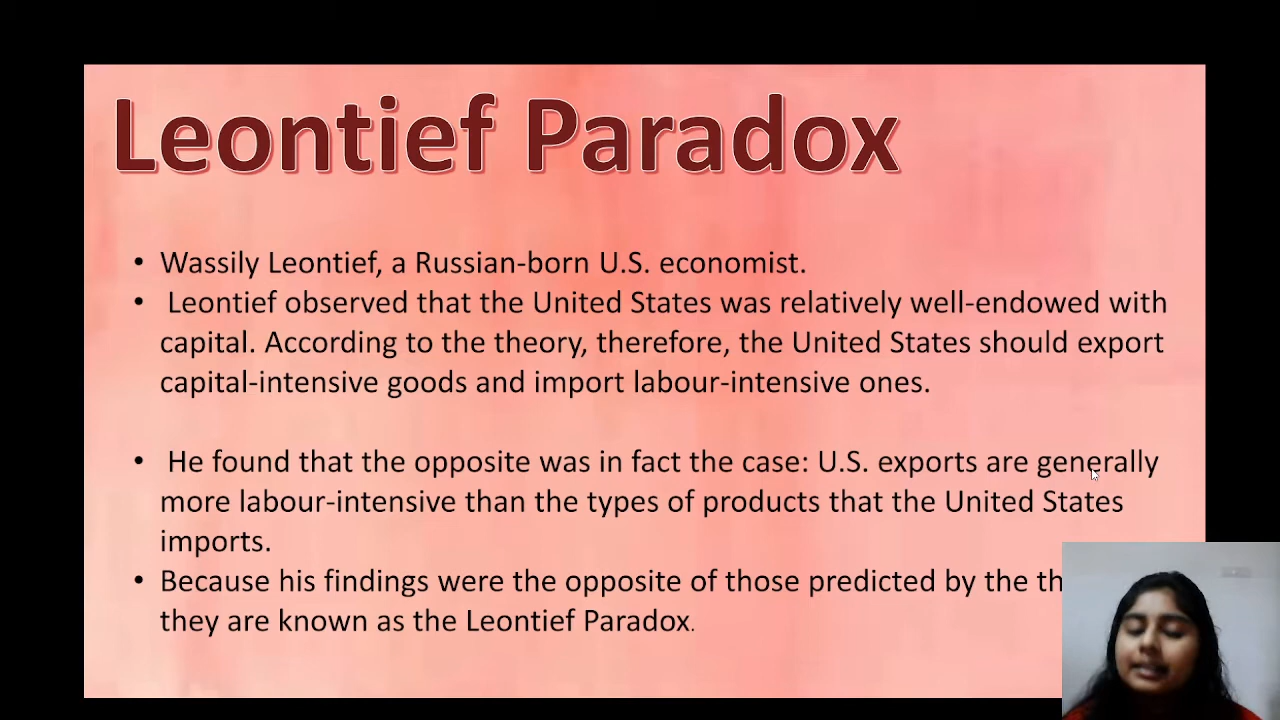 Leontief Paradox
• Wassily Leontief, a Russian-born U.S. economist.
• Leontief observed that the United States was relatively well-endowed with
capital. According to the theory, therefore, the United States should export
capital-intensive goods and import labour-intensive ones.
• He found that the opposite was in fact the case: U.S. exports are generally
more labour-intensive than the types of products that the United States
imports.
• Because his findings were the opposite of those predicted by the
they are known as the Leontief Paradox.